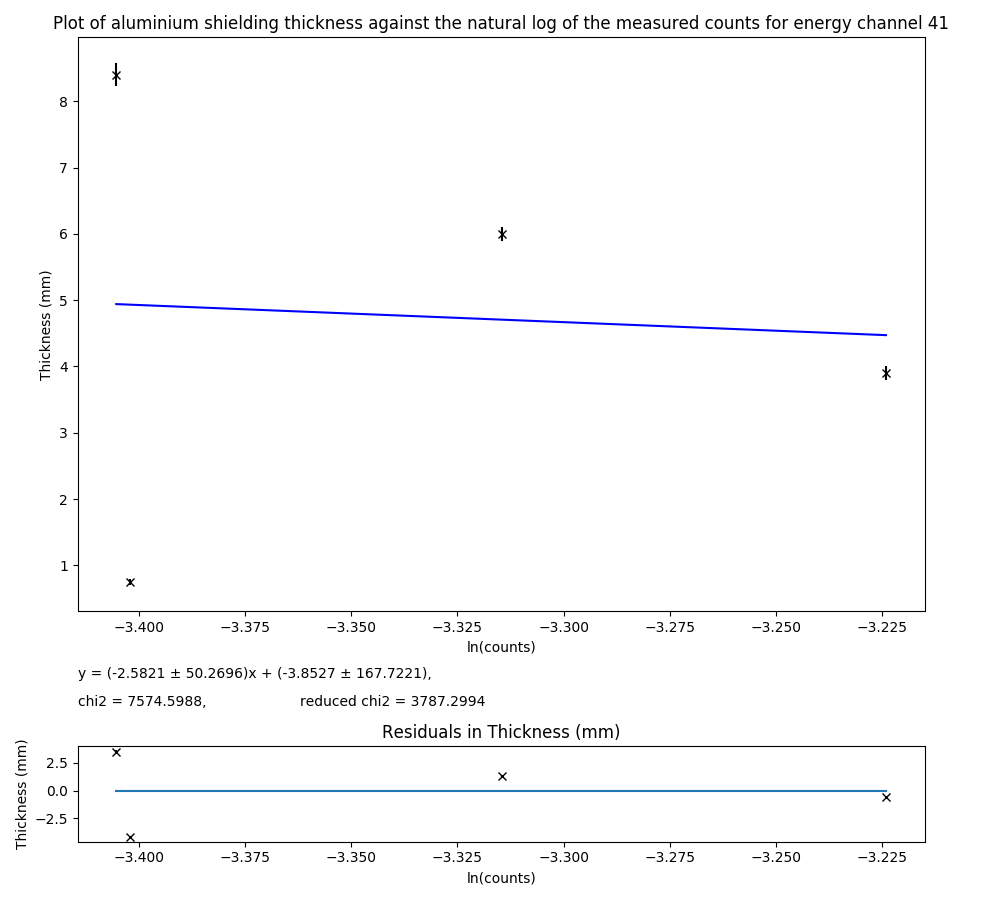 Plot of aluminium shielding thickness against the natural log of the measured counts for energy channel 41
Thickness (mm)
8
7
6
5
4
3
2
1
−3.400 −3.375 −3.350 −3.325 −3.300 −3.275 −3.250 −3.225
ln(counts)
y = (-2.5821 ± 50.2696)x + (-3.8527 ± 167.7221),
chi2 = 7574.5988, reduced chi2 = 3787.2994
Residuals in Thickness (mm)
Thickness (mm)
2.5
0.0
−2.5
−3.400 −3.375 −3.350 −3.325 −3.300 −3.275 −3.250 −3.225
ln(counts)